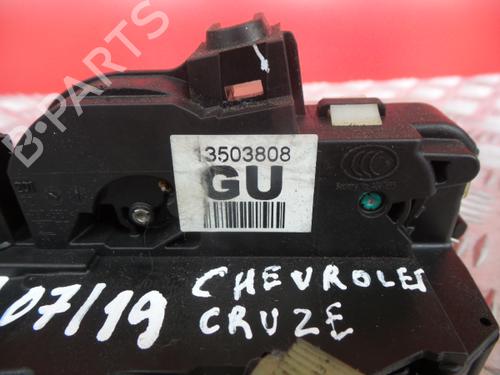 B-PARTS
13503808
GU
CHEVROLET
/07/19 CRUZE